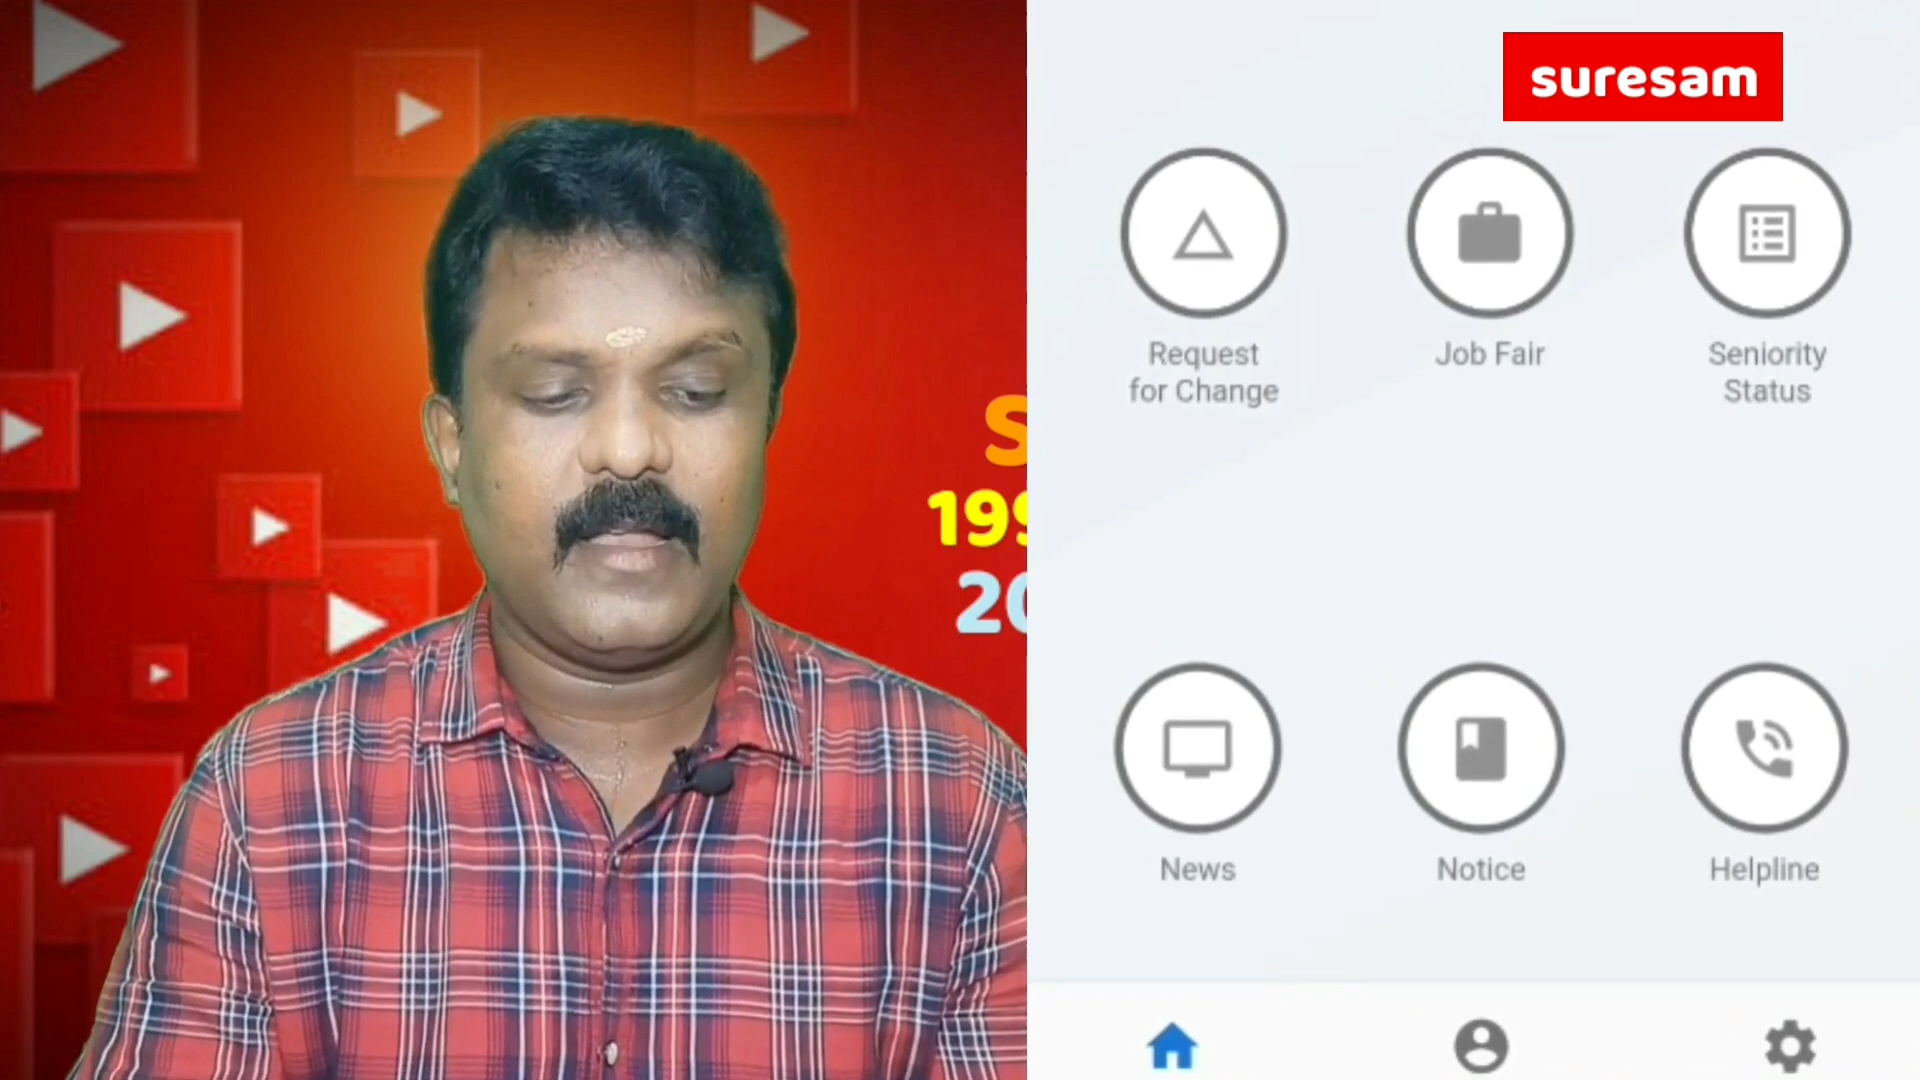 suresam
Request
for Change
Job Fair
Seniority
Status
News
Notice
Helpline